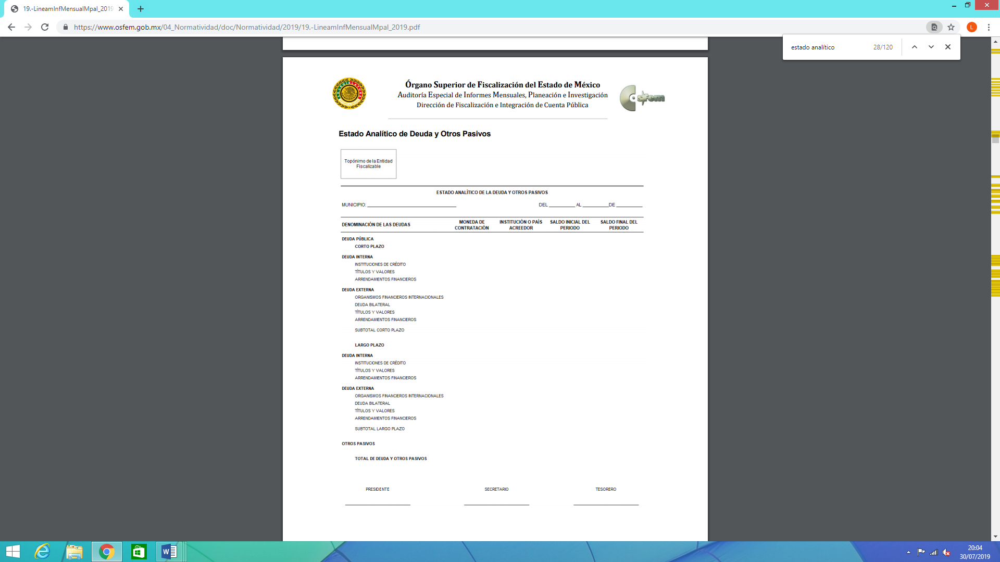 19.-LineamInfMensualMpal_2019
https://www.osfem.gob.mx/04_Normatividad/doc/Normatividad/2019/19.-LineamInfMensualMpal_2019.pdf
L
estado analítico 28/120
Órgano Superior de Fiscalización del Estado de México
Auditoría Especial de Informes Mensuales, Planeación e Investigación
Dirección de Fiscalización e Integración de Cuenta Pública
osfem
Estado Analítico de Deuda y Otros Pasivos
Topónimo de la Entidad
Fiscalizable
ESTADO ANALÍTICO DE LA DEUDA Y OTROS PASIVOS
MUNICIPIO: ____________ DEL ________ AL ________DE ________
DENOMINACIÓN DE LAS DEUDAS MONEDA DE CONTRATACIÓN INSTITUCIÓN O PAÍS ACREEDOR SALDO INICIAL DEL PERIODO SALDO FINAL DEL PERIODO
DEUDA PÚBLICA
CORTO PLAZO
DEUDA INTERNA
INSTITUCIONES DE CRÉDITO
TÍTULOS Y VALORES
ARRENDAMIENTOS FINANCIEROS
DEUDA EXTERNA
ORGANISMOS FINANCIEROS INTERNACIONALES
DEUDA BILATERAL
TÍTULOS Y VALORES
ARRENDAMIENTOS FINANCIEROS
SUBTOTAL CORTO PLAZO
LARGO PLAZO
DEUDA INTERNA
INSTITUCIONES DE CRÉDITO
TÍTULOS Y VALORES
ARRENDAMIENTOS FINANCIEROS
DEUDA EXTERNA
ORGANISMOS FINANCIEROS INTERNACIONALES
DEUDA BILATERAL
TÍTULOS Y VALORES
ARRENDAMIENTOS FINANCIEROS
SUBTOTAL LARGO PLAZO
OTROS PASIVOS
TOTAL DE DEUDA Y OTROS PASIVOS
PRESIDENTE SECRETARIO TESORERO
20:04
30/07/2019